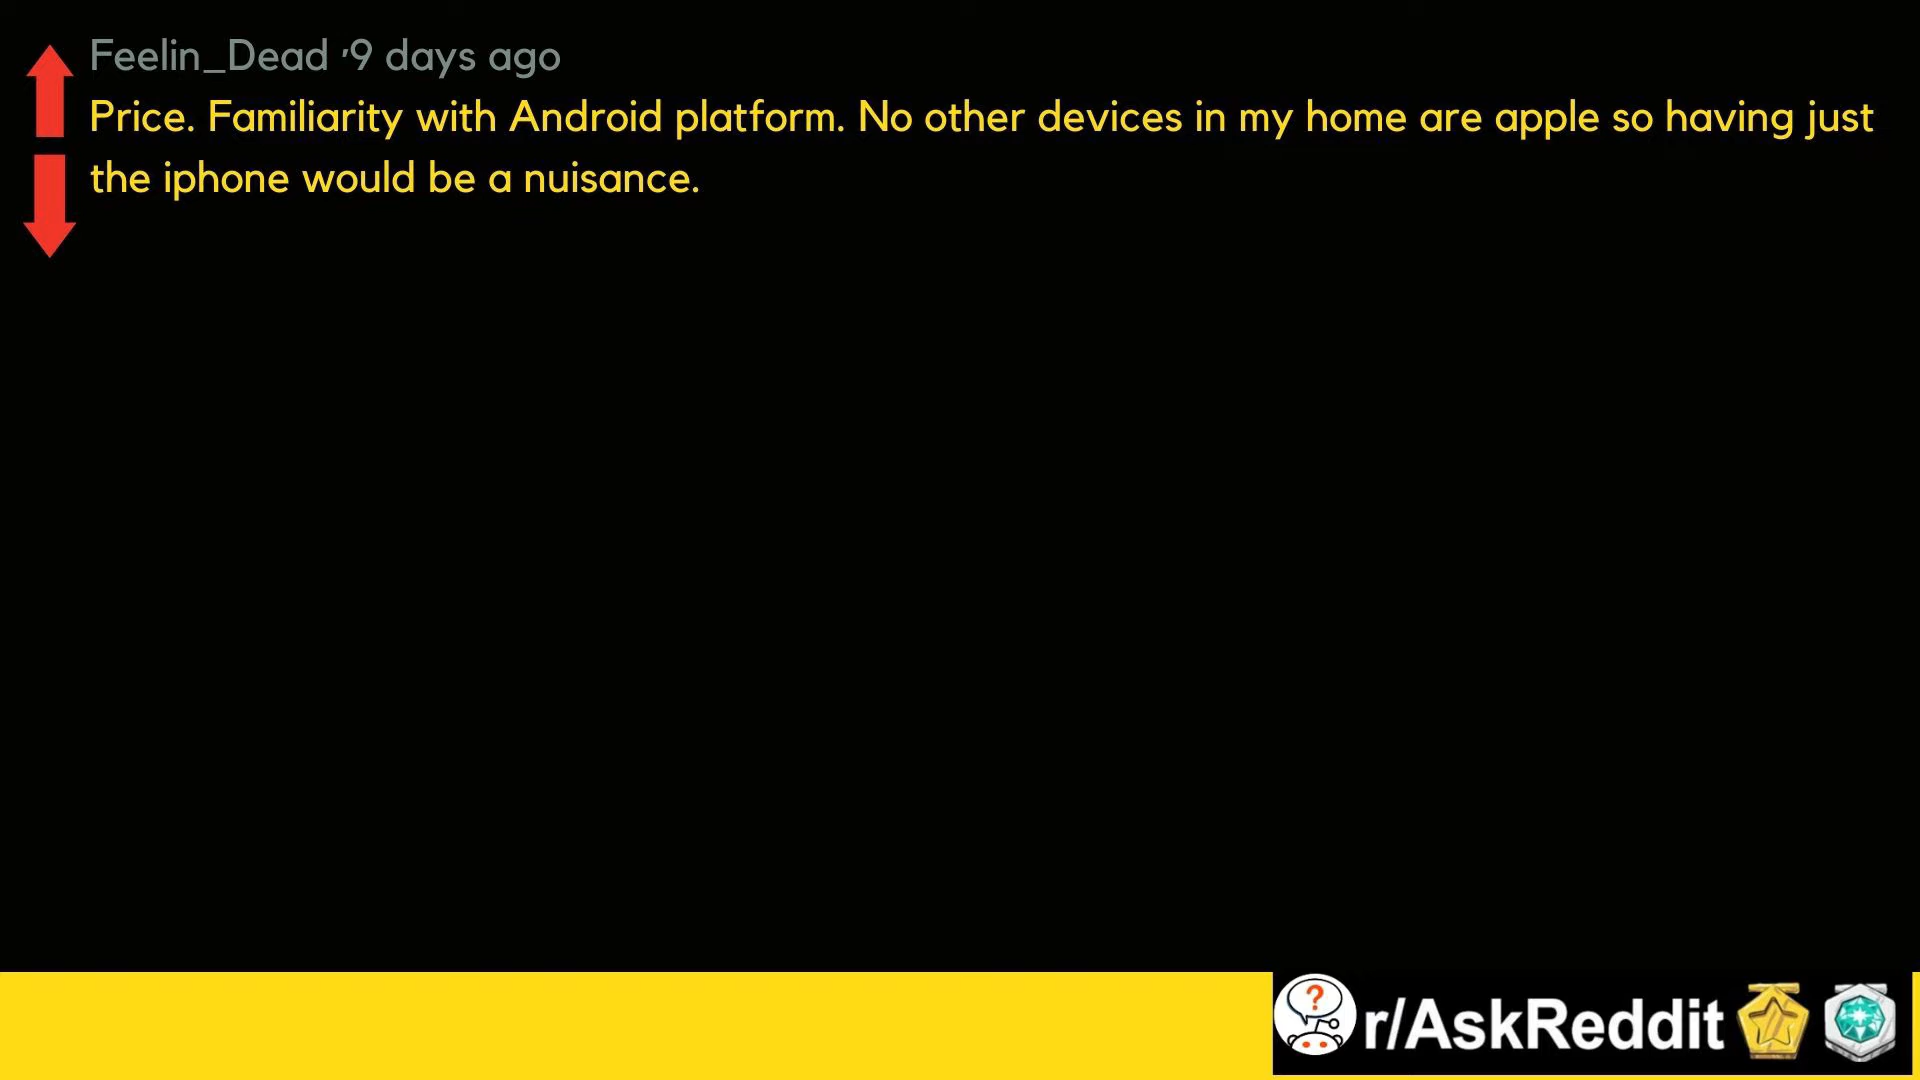 Feelin_Dead ·9 days ago
Price. Familiarity with Android platform. No other devices in my home are apple so having just
the iphone would be a nuisance.
?
r/AskReddit